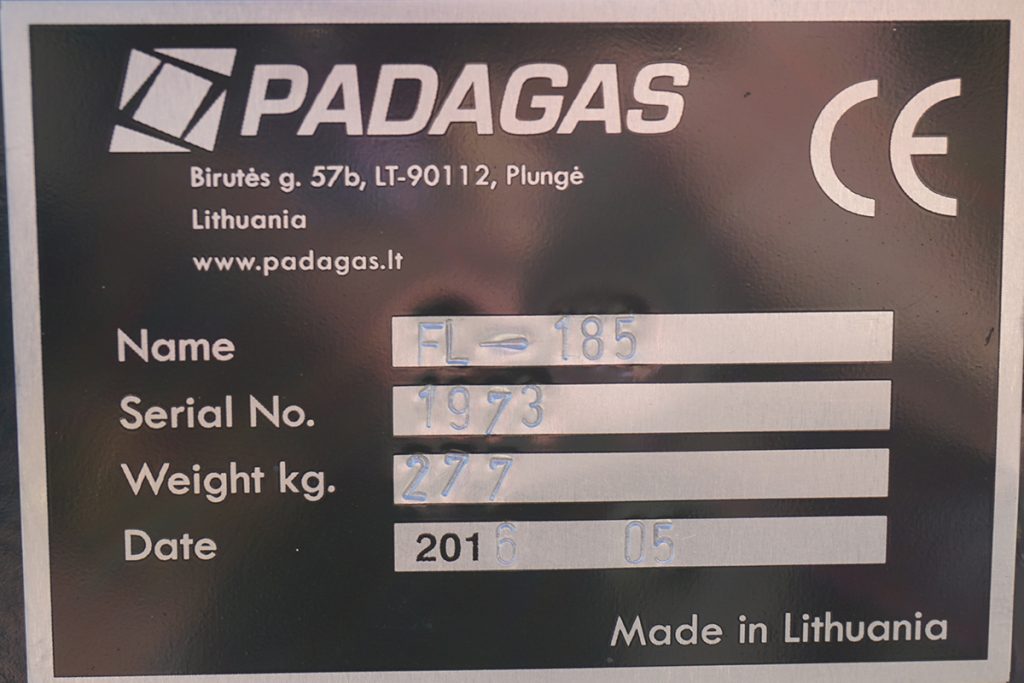 PADAGAS
CE
Birutės g. 57b, LT-90112, Plungė
Lithuania
www.padagas.lt
Name FL-185
Serial No. 1973
Weight kg. 277
Date 2016 05
Made in Lithuania